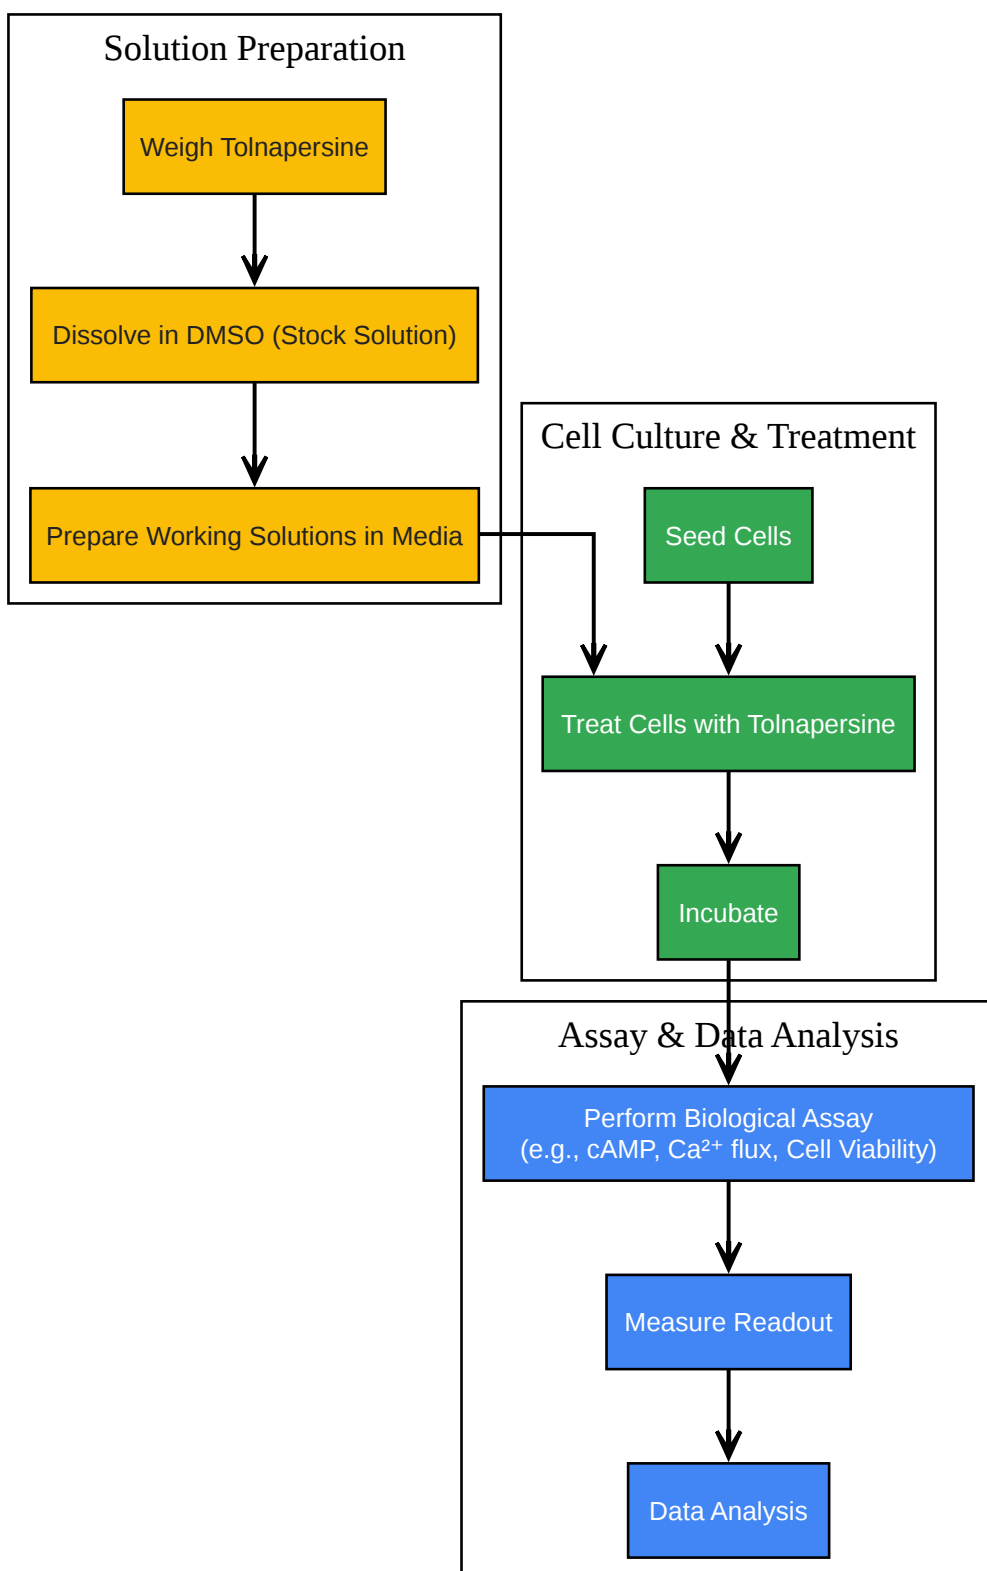 Solution Preparation
Weigh Tolnapersine
Dissolve in DMSO (Stock Solution)
Prepare Working Solutions in Media
Cell Culture & Treatment
Seed Cells
Treat Cells with Tolnapersine
Incubate
Assay & Data Analysis
Perform Biological Assay
(e.g., cAMP, Ca²⁺ flux, Cell Viability)
Measure Readout
Data Analysis